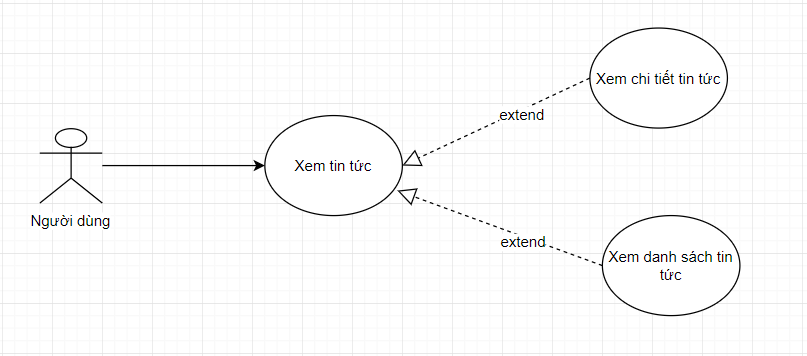 Xem chi tiết tin tức
extend
Xem tin tức
Người dùng
extend
Xem danh sách tin
tức